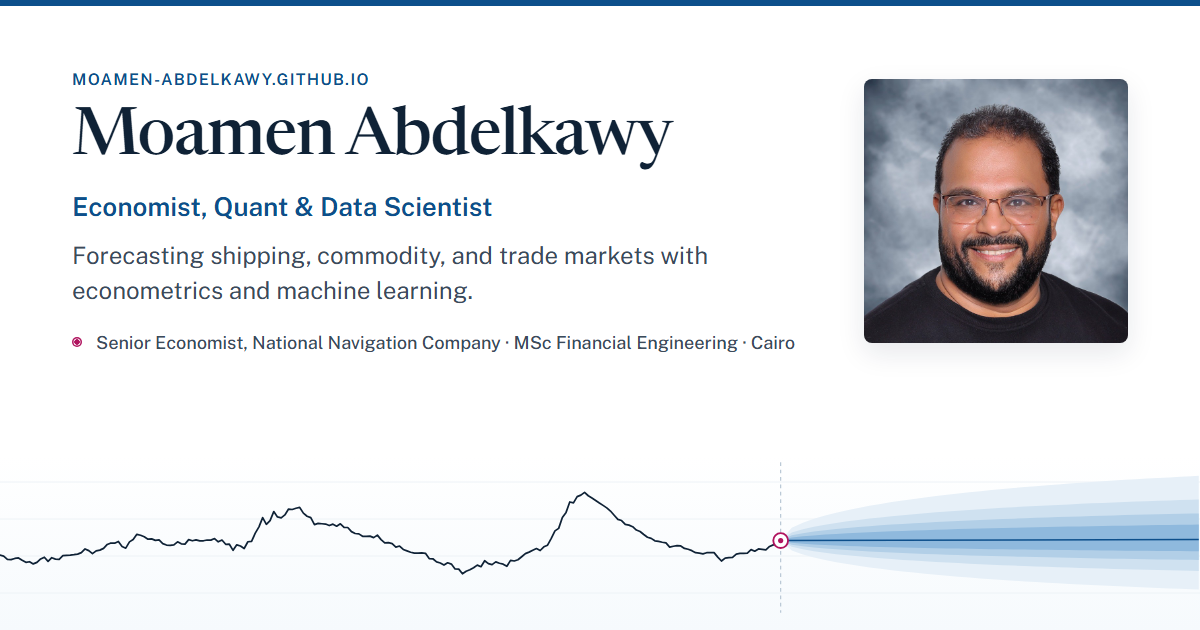 MOAMEN-ABDELKAWY.GITHUB.IO
Moamen Abdelkawy
Economist, Quant & Data Scientist
Forecasting shipping, commodity, and trade markets with
econometrics and machine learning.
Senior Economist, National Navigation Company · MSc Financial Engineering · Cairo